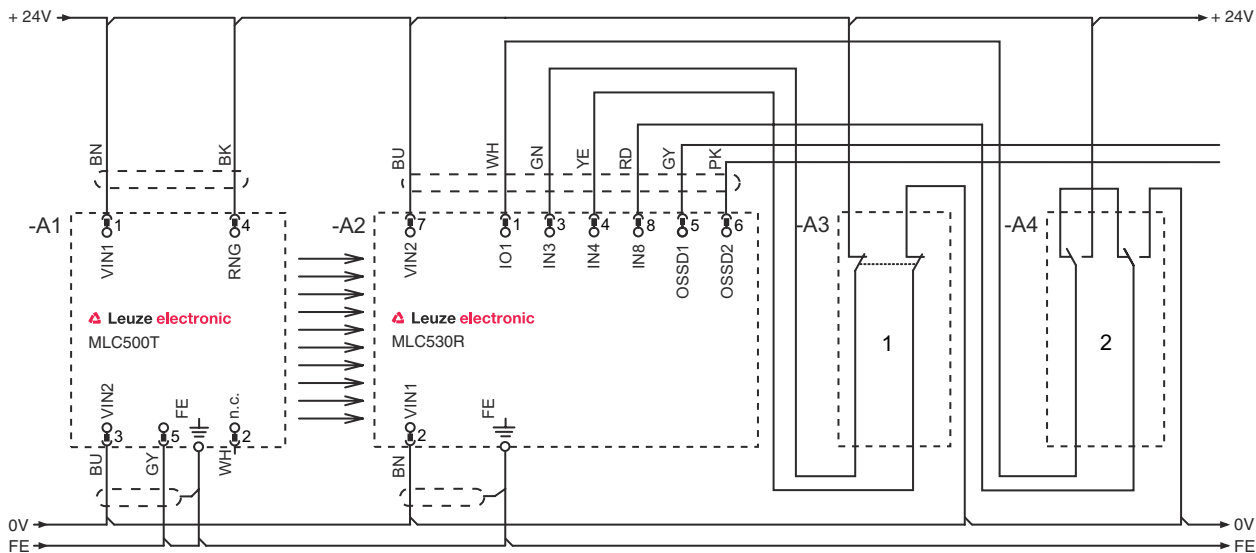 + 24V
+ 24V
BN
BK
BU
WH
GN
YE
RD
GY
PK
-A1
1
4
-A2
7
1
3
4
8
5
6
-A3
-A4
VIN1
RNG
VIN2
IO1
IN3
IN4
IN8
OSSD1
OSSD2
Leuze electronic
MLC500T
Leuze electronic
MLC530R
1
2
VIN2
FE
n.c.
VIN1
FE
3
5
2
2
BU
GY
WH
BN
0V
0V
FE
FE